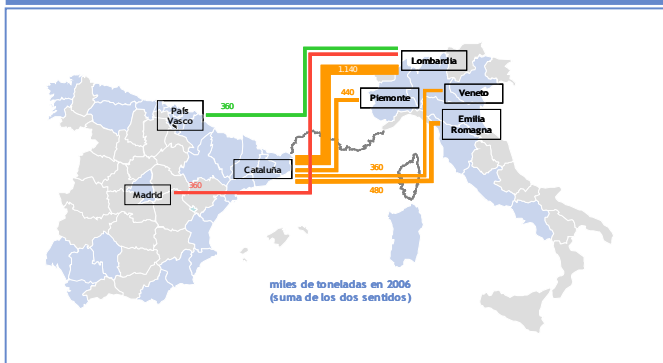 Lombardia
1.140
Piemonte
440
Veneto
Emilia
Romagna
360
País
Vasco
Cataluña
360
480
Madrid
360
miles de toneladas en 2006
(suma de los dos sentidos)